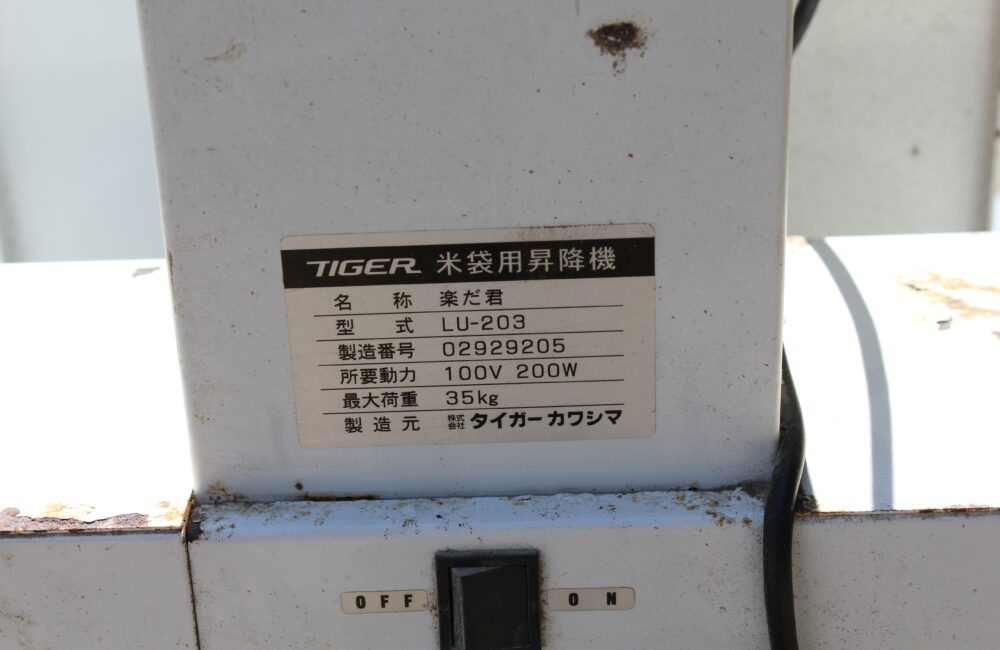 TIGER 米袋用昇降機
名 称 楽だ君
型 式 LU-203
製造番号 02929205
所要動力 100V 200W
最大荷重 35kg
製造元 株式会社 タイガーカワシマ
OFF ON